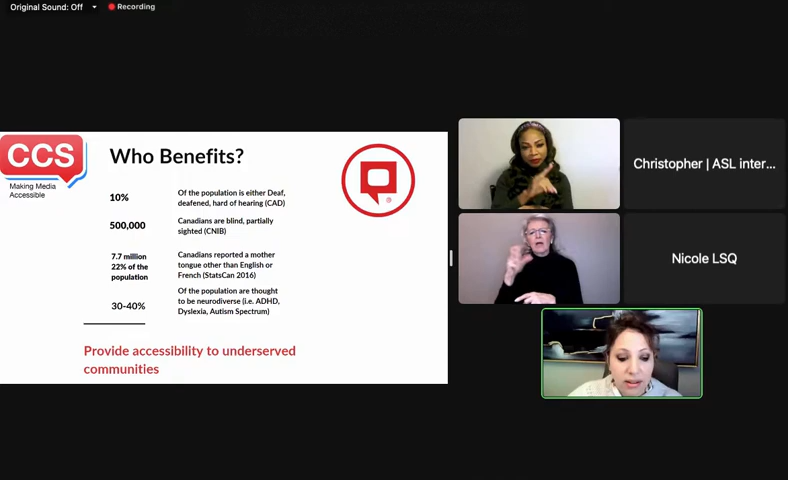 Original Sound: Off
Recording
CCS
Making Media
Accessible
Who Benefits?
10%
Of the population is either Deaf,
deafened, hard of hearing (CAD)
500,000
Canadians are blind, partially
sighted (CNIB)
7.7 million
22% of the
population
Canadians reported a mother
tongue other than English or
French (StatsCan 2016)
30-40%
Of the population are thought
to be neurodiverse (i.e. ADHD,
Dyslexia, Autism Spectrum)
Provide accessibility to underserved
communities
Christopher | ASL inter...
Nicole LSQ